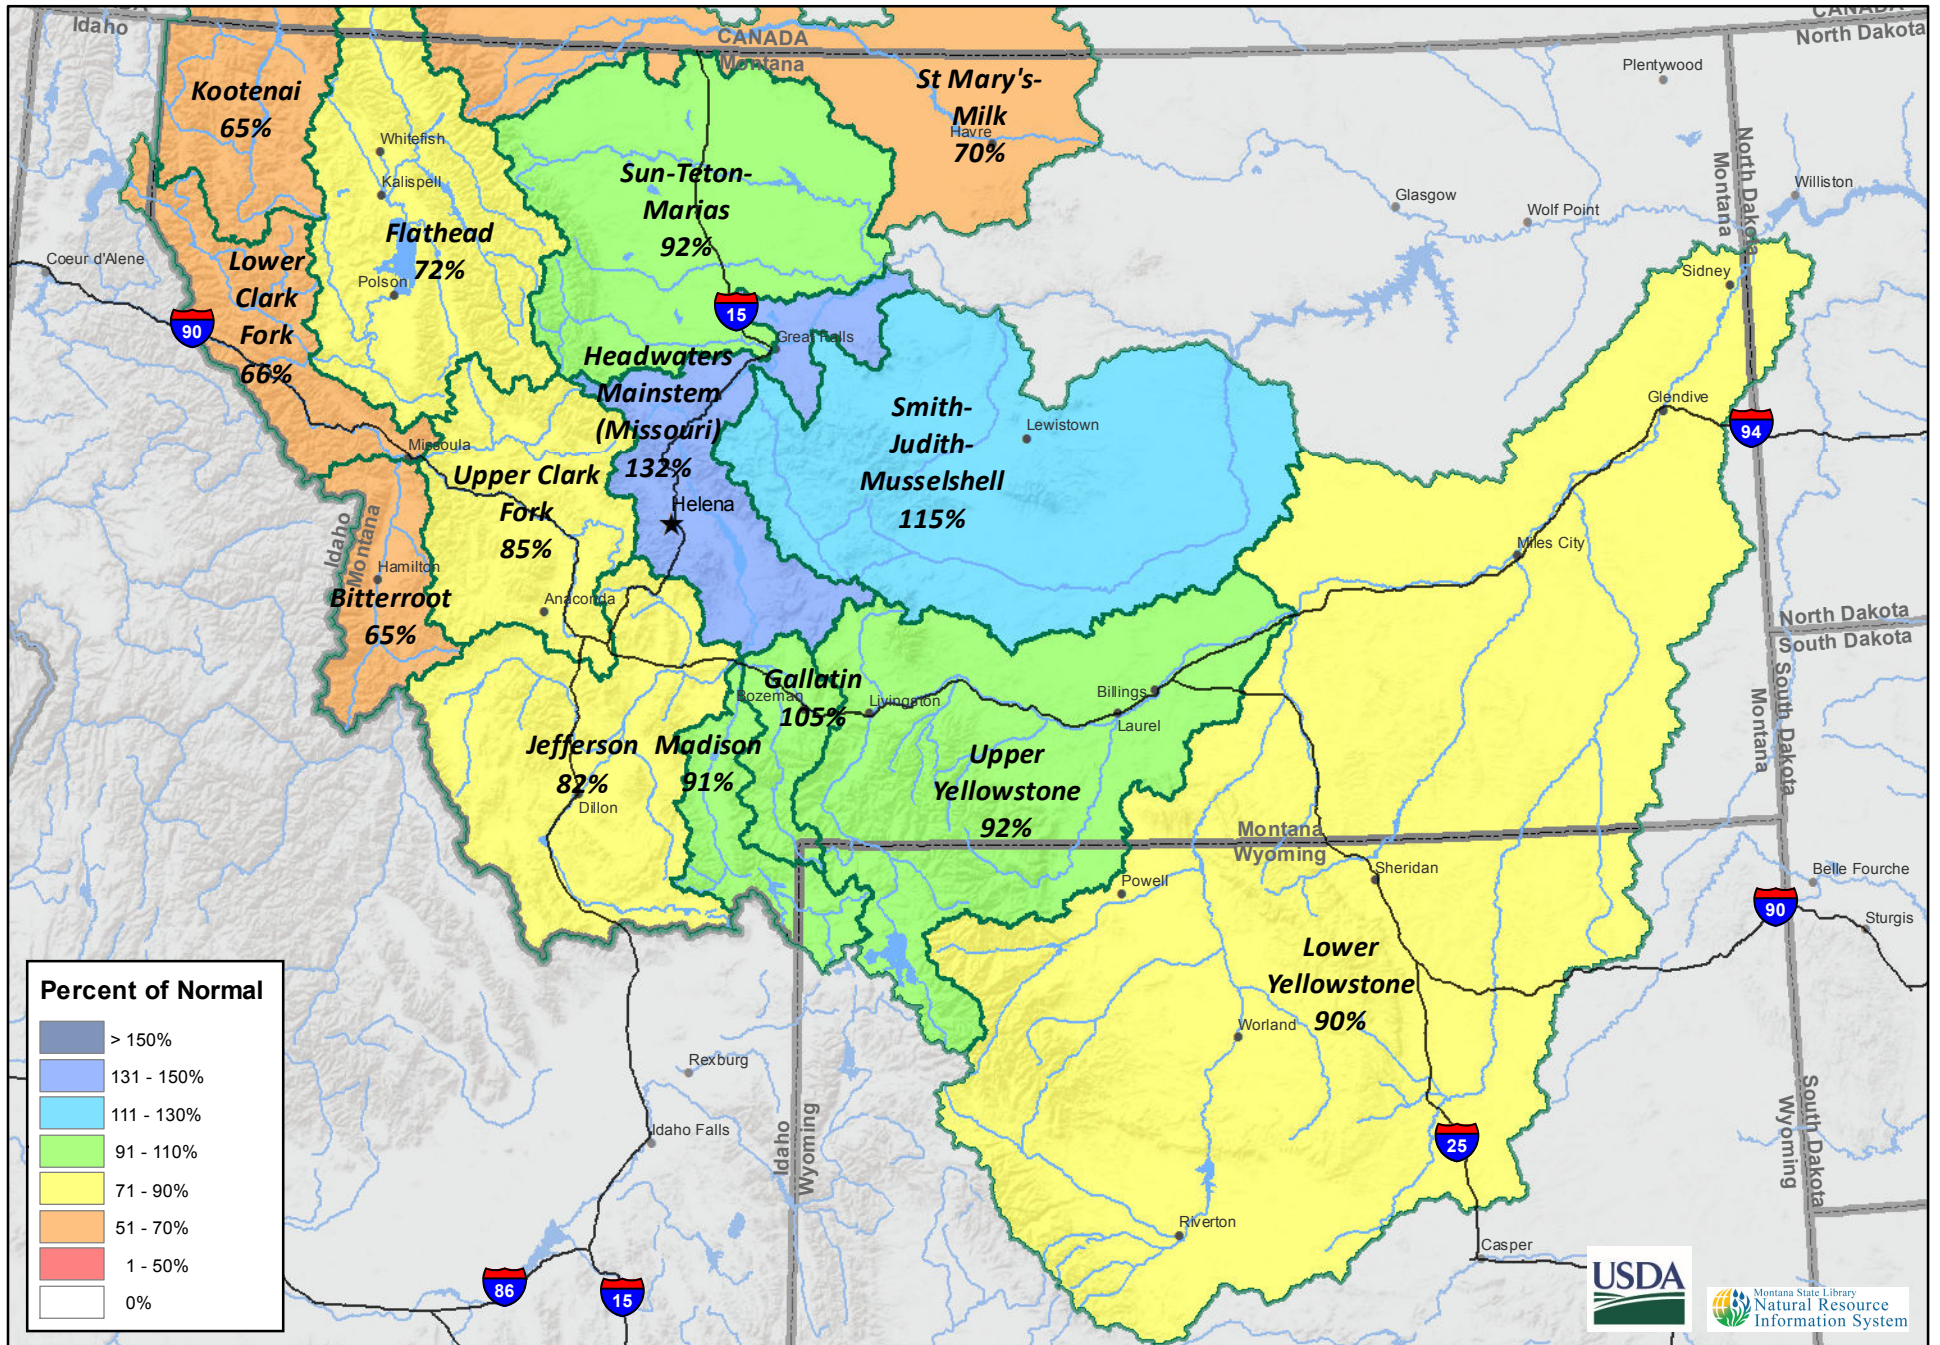 Idaho
CANADA
Montana
CANADA
North Dakota
Kootenai
65%
St Mary's-
Milk
Havre
70%
Plentywood
Whitefish
Kalispell
Sun-Teton-
Marias
92%
North Dakota
Montana
Williston
Glasgow
Wolf Point
Flathead
72%
Polson
Coeur d'Alene
Lower
Clark
Fork
66%
90
15
Sidney
Great Falls
Headwaters
Mainstem
(Missouri)
132%
Helena
Smith-
Judith-
Musselshell
115%
Lewistown
Glendive
94
Missoula
Upper Clark
Fork
85%
Idaho
Montana
Hamilton
Bitterroot
65%
Anaconda
Miles City
North Dakota
South Dakota
Gallatin
105%
Bozeman
Livingston
Billings
Laurel
South Dakota
Montana
Jefferson
82%
Dillon
Madison
91%
Upper
Yellowstone
92%
Montana
Wyoming
Powell
Sheridan
Belle Fourche
90
Sturgis
Lower
Yellowstone
90%
Worland
Percent of Normal
> 150%
131 - 150%
111 - 130%
91 - 110%
71 - 90%
51 - 70%
1 - 50%
0%
Rexburg
Idaho Falls
Idaho
Wyoming
South Dakota
Wyoming
25
Riverton
Casper
86
15
USDA
Montana State Library
Natural Resource
Information System